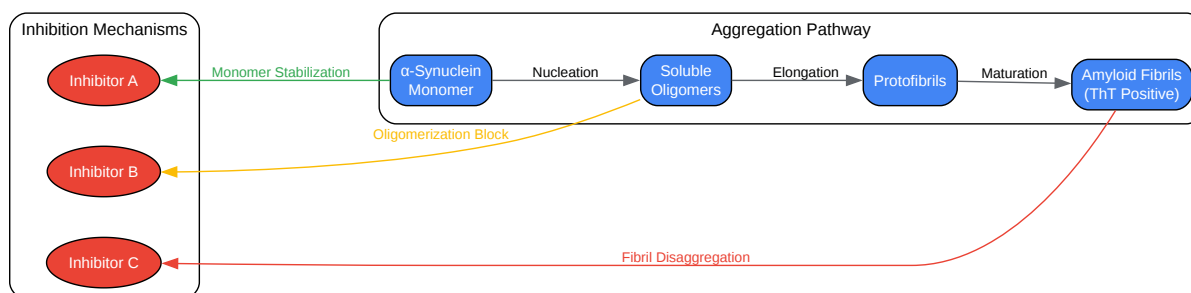 Inhibition Mechanisms
Aggregation Pathway
Inhibitor A
Monomer Stabilization
α-Synuclein
Monomer
Nucleation
Soluble
Oligomers
Elongation
Protofibrils
Maturation
Amyloid Fibrils
(ThT Positive)
Oligomerization Block
Inhibitor B
Inhibitor C
Fibril Disaggregation